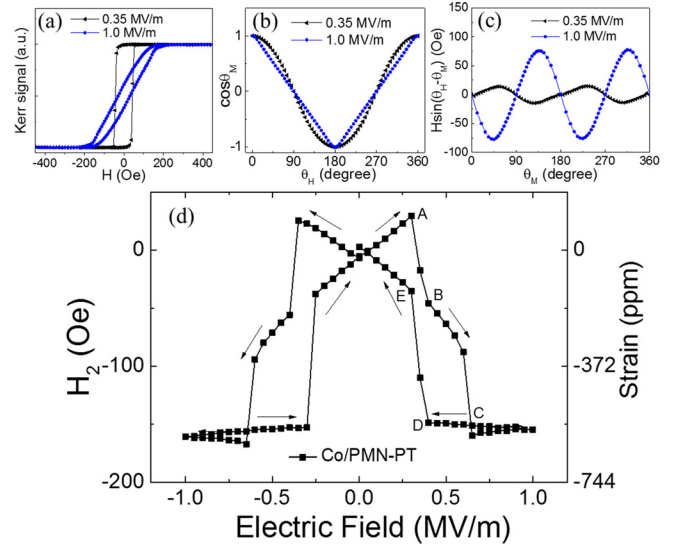 (a)
0.35 MV/m
1.0 MV/m
Kerr signal (a.u.)
-400 -200 0 200 400
H (Oe)
(b)
0.35 MV/m
1.0 MV/m
cosθM
1
0
-1
0 90 180 270 360
θH (degree)
(c)
0.35 MV/m
1.0 MV/m
Hsin(θH-θM) (Oe)
150
100
50
0
-50
-100
0 90 180 270 360
θM (degree)
(d)
A
B
C
D
E
Co/PMN-PT
H2 (Oe)
0
-100
-200
Strain (ppm)
0
-372
-744
-1.0 -0.5 0.0 0.5 1.0
Electric Field (MV/m)